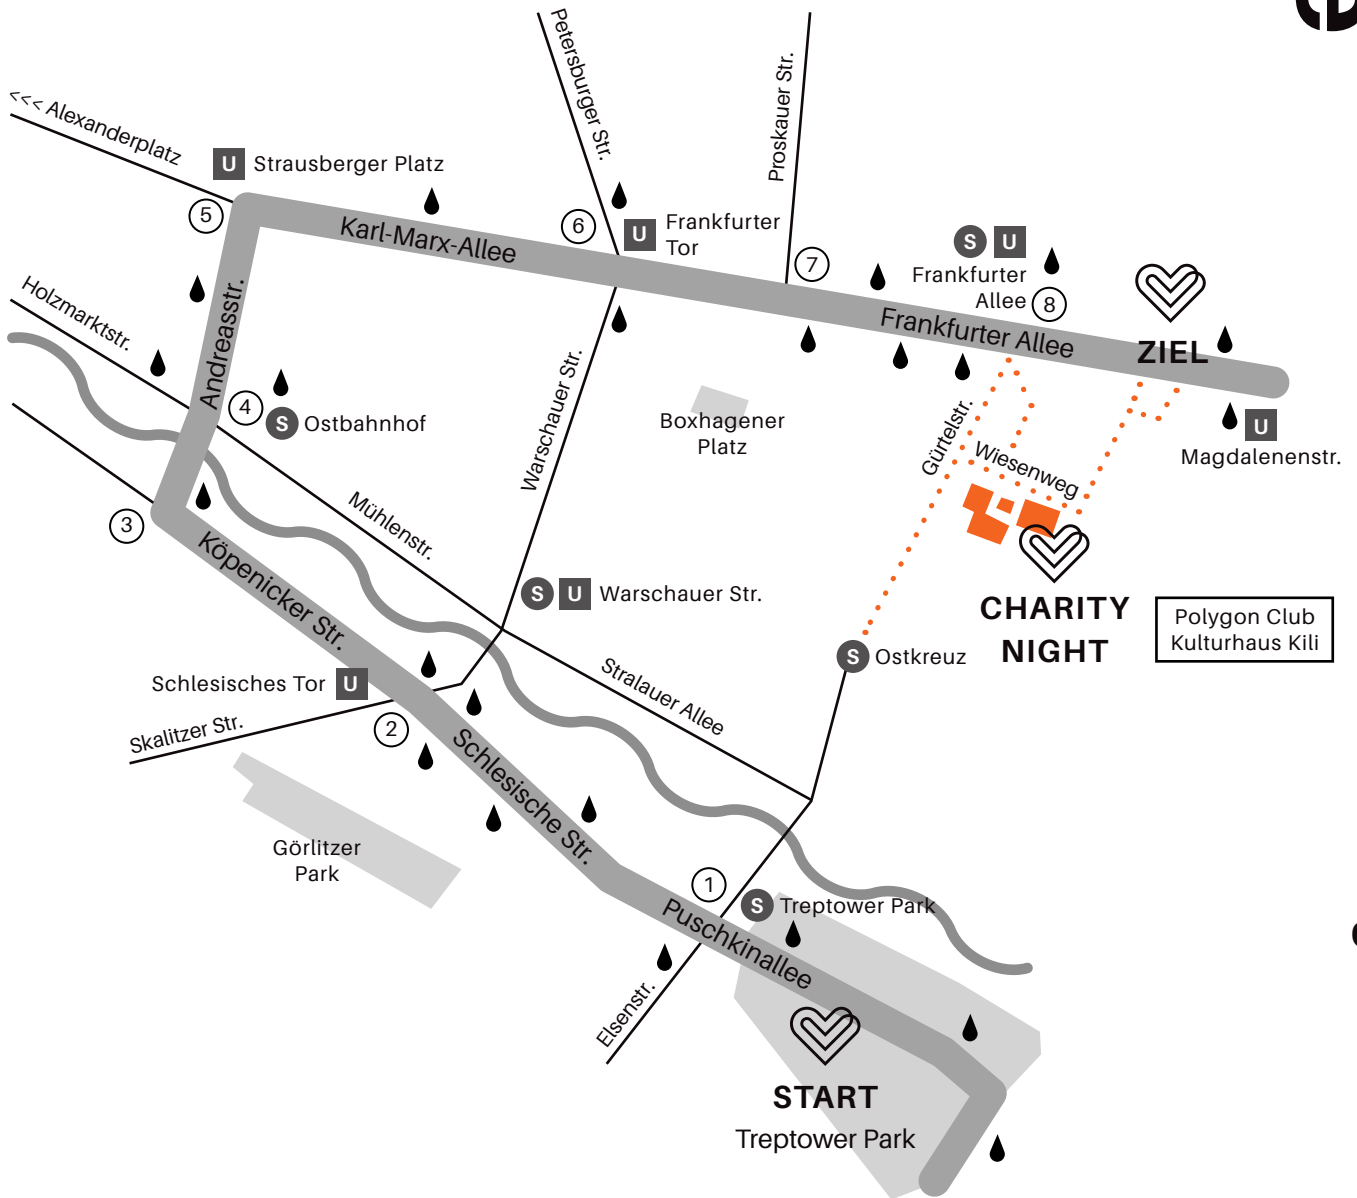 Petersburger Str.
Proskauer Str.
<<< Alexanderplatz
U Strausberger Platz
5
Karl-Marx-Allee
6
U Frankfurter
Tor
7
S U
Frankfurter
Allee 8
Frankfurter Allee
ZIEL
Holzmarktstr.
Andreasstr.
4
S Ostbahnhof
Warschauer Str.
Boxhagener
Platz
Gürtelstr.
Wiesenweg
U
Magdalenenstr.
3
Mühlenstr.
Köpenicker Str.
S U Warschauer Str.
CHARITY
NIGHT
Polygon Club
Kulturhaus Kili
S Ostkreuz
Schlesisches Tor U
Skalitzer Str.
2
Stralauer Allee
Schlesische Str.
Görlitzer
Park
1
S Treptower Park
Puschkinallee
Elsenstr.
START
Treptower Park